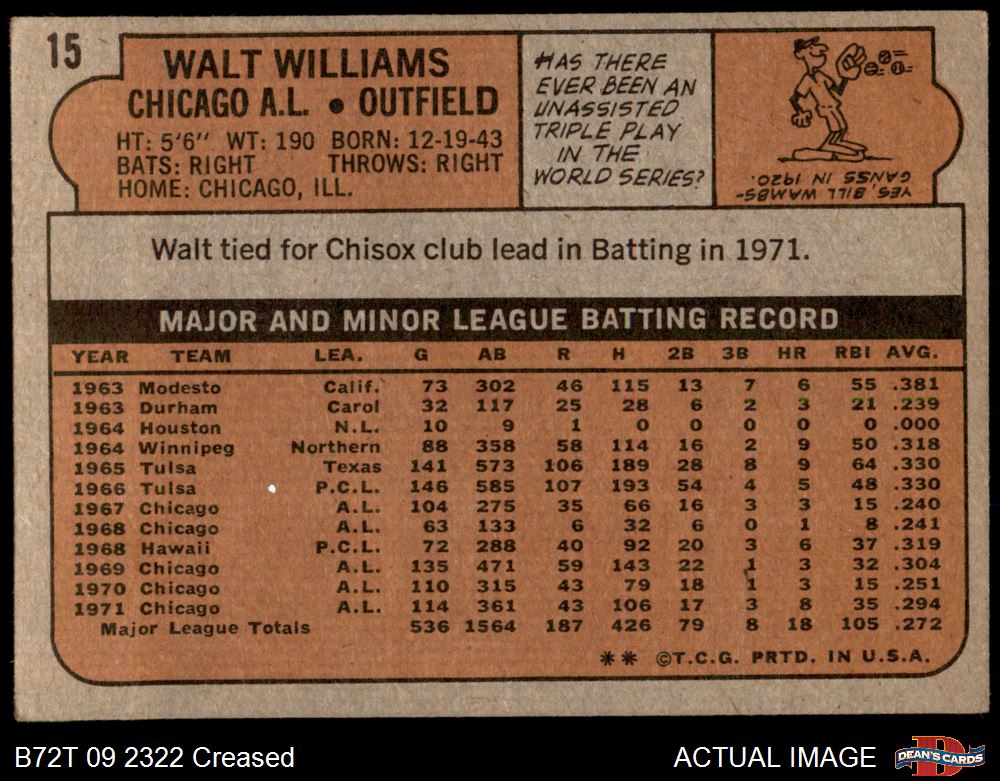 15
WALT WILLIAMS
CHICAGO A.L. • OUTFIELD
HT: 5'6" WT: 190 BORN: 12-19-43
BATS: RIGHT THROWS: RIGHT
HOME: CHICAGO, ILL.
HAS THERE
EVER BEEN AN
UNASSISTED
TRIPLE PLAY
IN THE
WORLD SERIES?
YES, BILL WAMBS-
GANSS IN 1920.
Walt tied for Chisox club lead in Batting in 1971.
MAJOR AND MINOR LEAGUE BATTING RECORD
YEAR TEAM LEA. G AB R H 2B 3B HR RBI AVG.
1963 Modesto Calif. 73 302 46 115 13 7 6 55 .381
1963 Durham Carol 32 117 25 28 6 2 3 21 .239
1964 Houston N.L. 10 9 1 0 0 0 0 0 .000
1964 Winnipeg Northern 88 358 58 114 16 2 9 50 .318
1965 Tulsa Texas 141 573 106 189 28 8 9 64 .330
1966 Tulsa P.C.L. 146 585 107 193 54 4 5 48 .330
1967 Chicago A.L. 104 275 35 66 16 3 3 15 .240
1968 Chicago A.L. 63 133 6 32 6 0 1 8 .241
1968 Hawaii P.C.L. 72 288 40 92 20 3 6 37 .319
1969 Chicago A.L. 135 471 59 143 22 1 3 32 .304
1970 Chicago A.L. 110 315 43 79 18 1 3 15 .251
1971 Chicago A.L. 114 361 43 106 17 3 8 35 .294
Major League Totals 536 1564 187 426 79 8 18 105 .272
** ©T.C.G. PRTD. IN U.S.A.
B72T 09 2322 Creased
ACTUAL IMAGE
DEAN'S CARDS